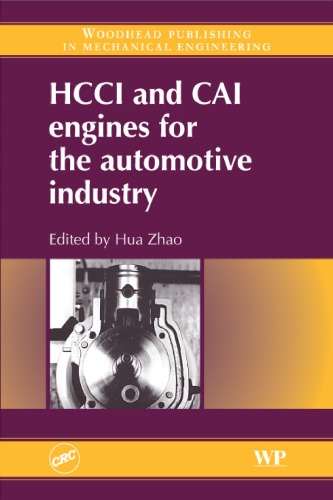 WOODHEAD PUBLISHING
IN MECHANICAL ENGINEERING
HCCI and CAI
engines for
the automotive
industry
Edited by Hua Zhao
CRC
WP